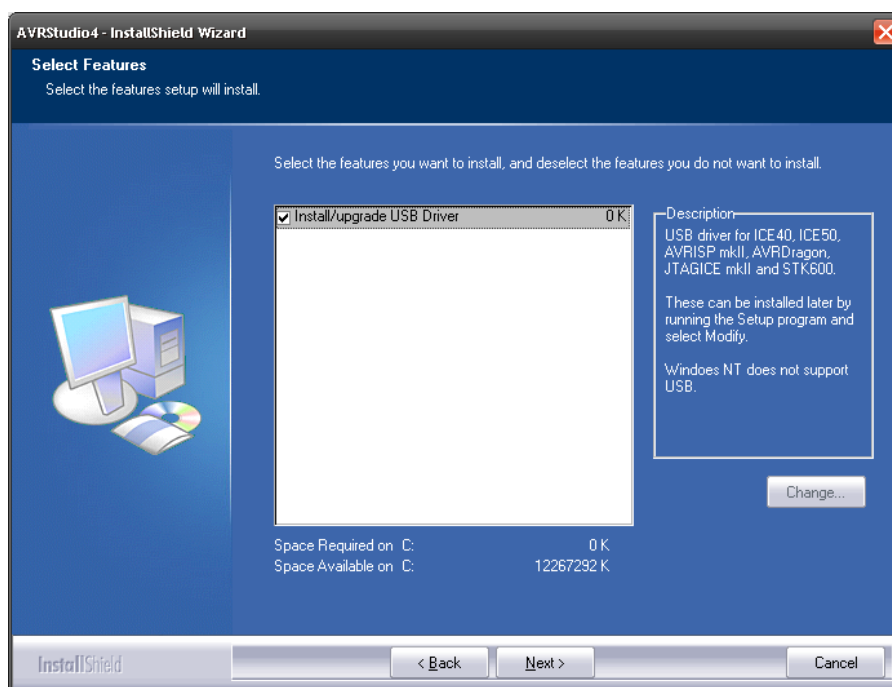 AVRStudio4 - InstallShield Wizard
Select Features
Select the features setup will install.
Select the features you want to install, and deselect the features you do not want to install.
Install/upgrade USB Driver 0 K
Description
USB driver for ICE40, ICE50,
AVRISP mkII, AVRDragon,
JTAGICE mkII and STK600.
These can be installed later by
running the Setup program and
select Modify.
Windoes NT does not support
USB.
Change...
Space Required on C: 0 K
Space Available on C: 12267292 K
InstallShield
< Back
Next >
Cancel